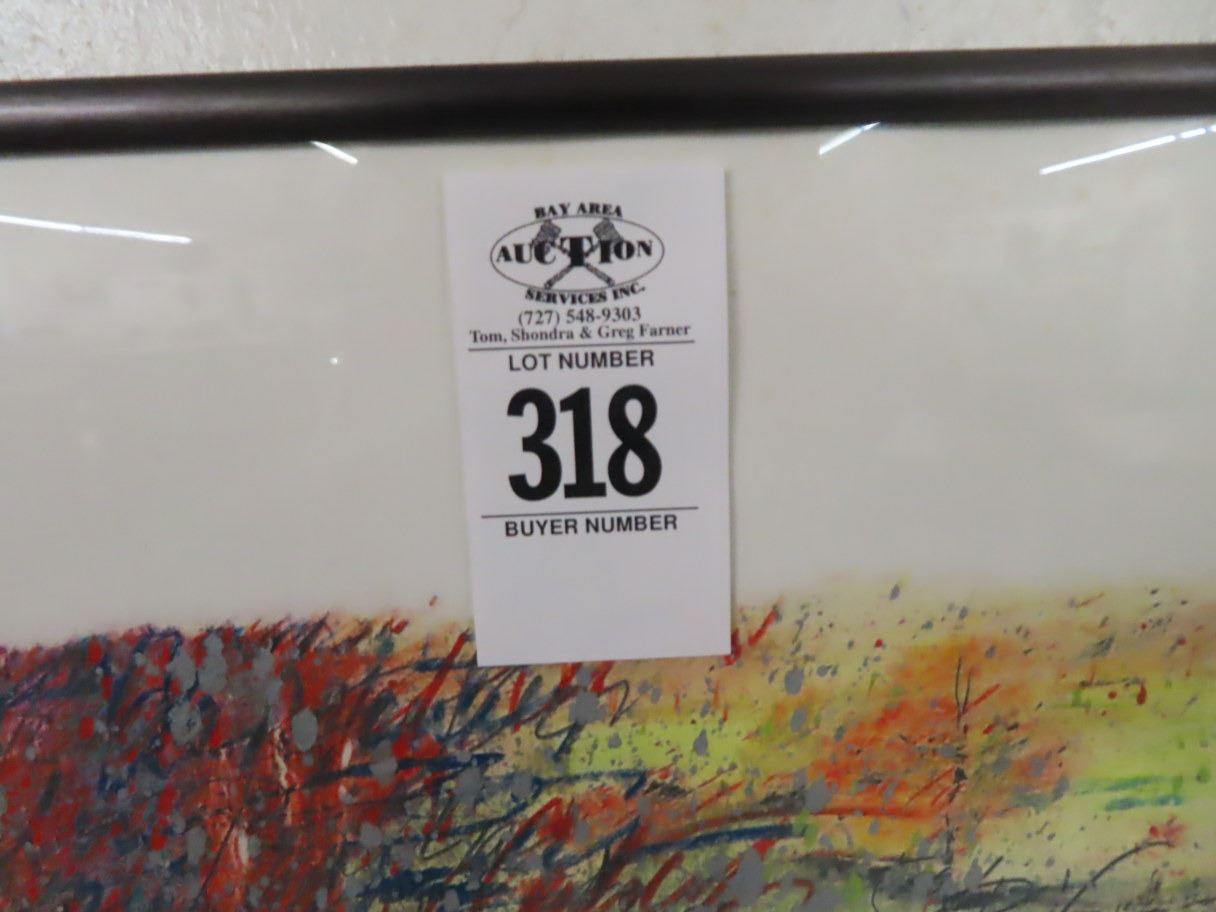 BAY AREA
AUCTION
SERVICES INC.
(727) 548-9303
Tom, Shondra & Greg Farner
LOT NUMBER
318
BUYER NUMBER